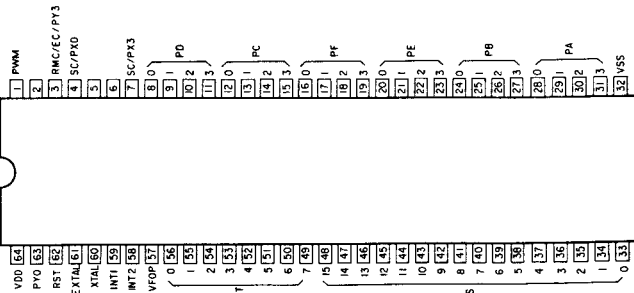 1 PWM
2
3 RMC/EC/PY3
4 SC/PX0
5
6
7 SC/PX3
8 0
9 1
10 2
11 3
PD
12 0
13 1
14 2
15 3
PC
16 0
17 1
18 2
19 3
PF
20 0
21 1
22 2
23 3
PE
24 0
25 1
26 2
27 3
PB
28 0
29 1
30 2
31 3
PA
32 VSS
VDD 64
PYO 63
RST 62
EXTAL 61
XTAL 60
INT1 59
INT2 58
VFOP 57
0 56
1 55
2 54
3 53
4 52
5 51
6 50
7 49
T
15 48
14 47
13 46
12 45
11 44
10 43
9 42
8 41
7 40
6 39
5 38
4 37
3 36
2 35
1 34
0 33
S